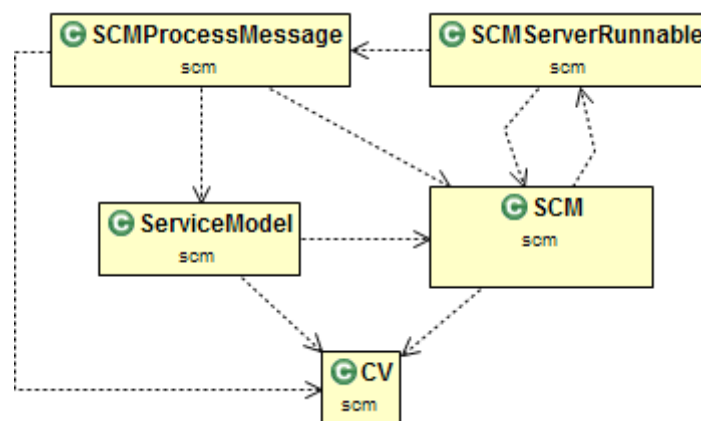 C SCMProcessMessage
scm
C SCMServerRunnable
scm
C ServiceModel
scm
C SCM
scm
C CV
scm